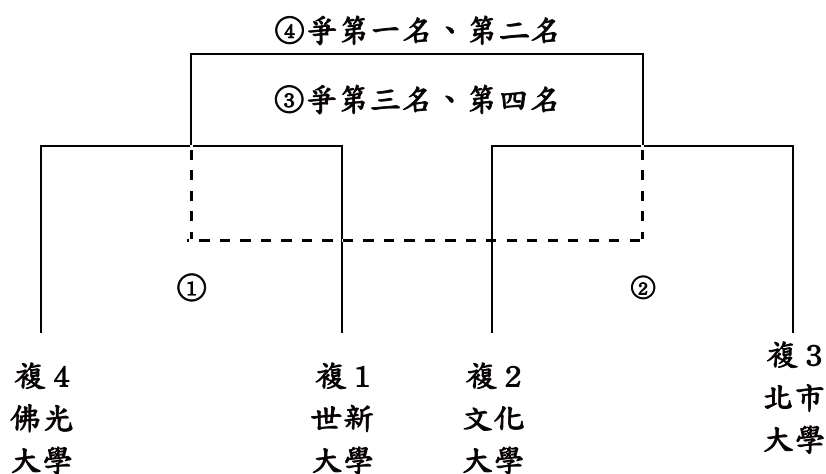 ④爭第一名、第二名
③爭第三名、第四名
①
②
複4
佛光
大學
複1
世新
大學
複2
文化
大學
複3
北市
大學